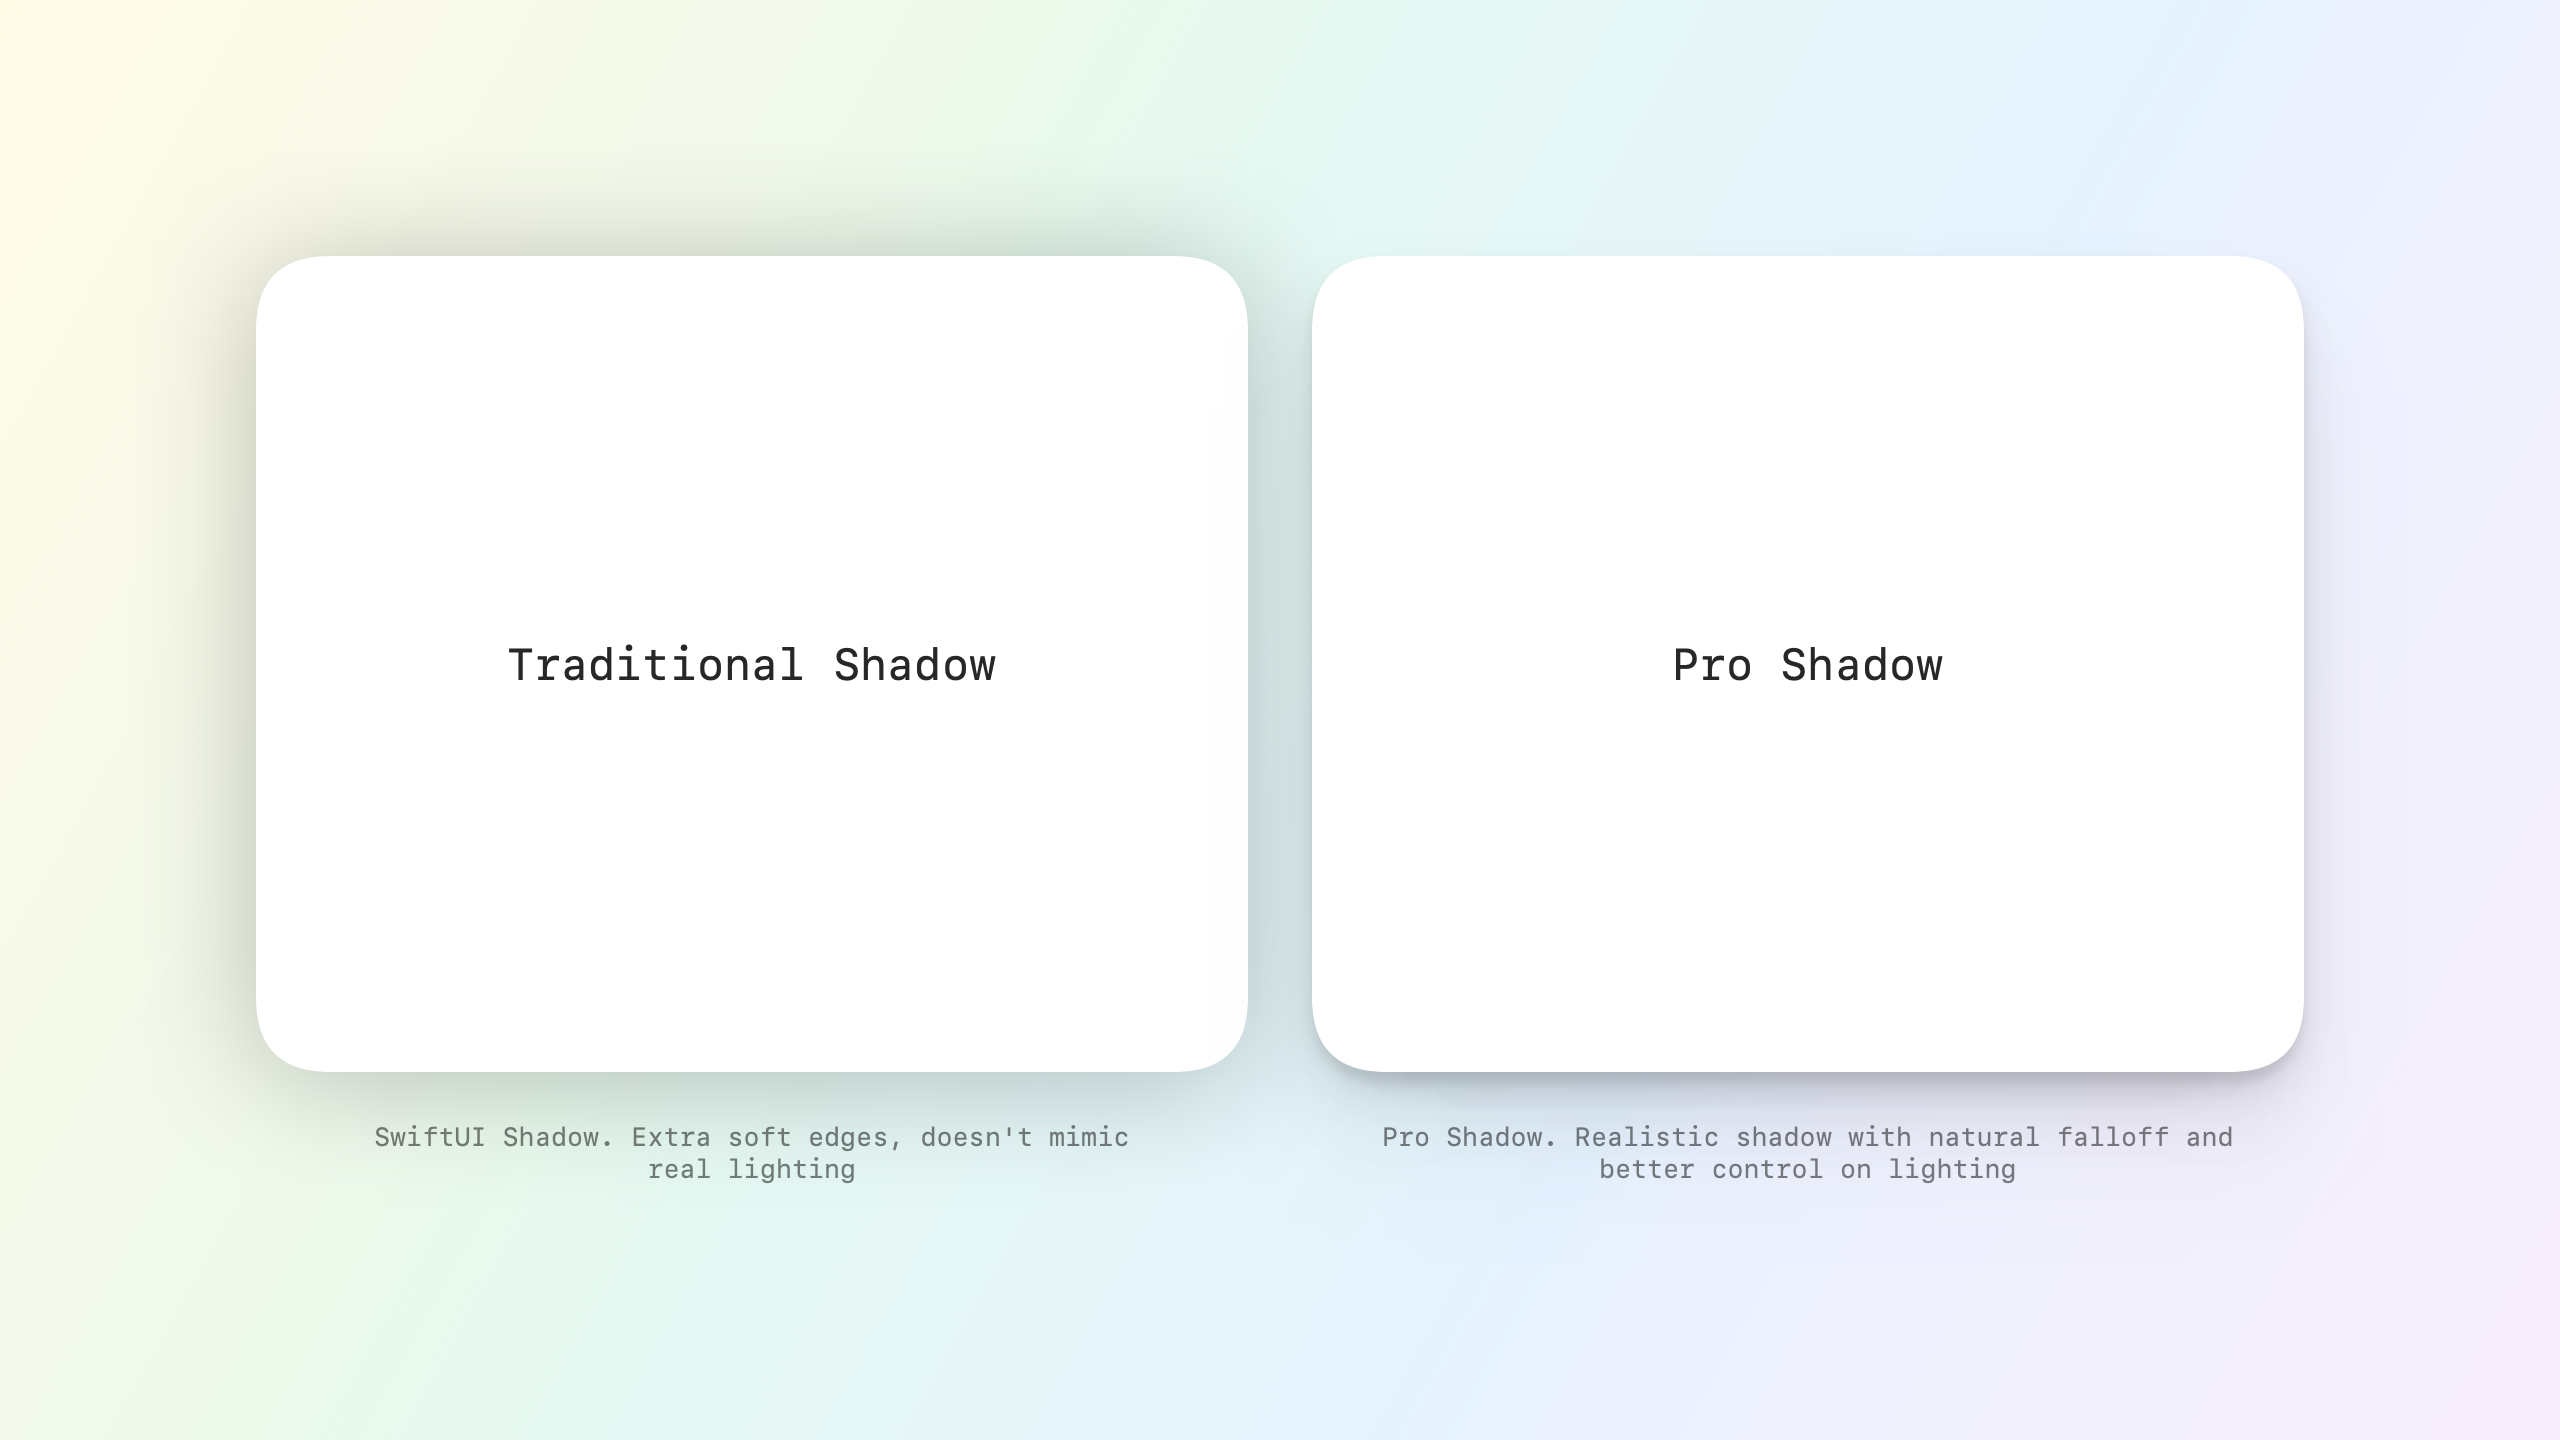 Traditional Shadow
SwiftUI Shadow. Extra soft edges, doesn't mimic
real lighting
Pro Shadow
Pro Shadow. Realistic shadow with natural falloff and
better control on lighting